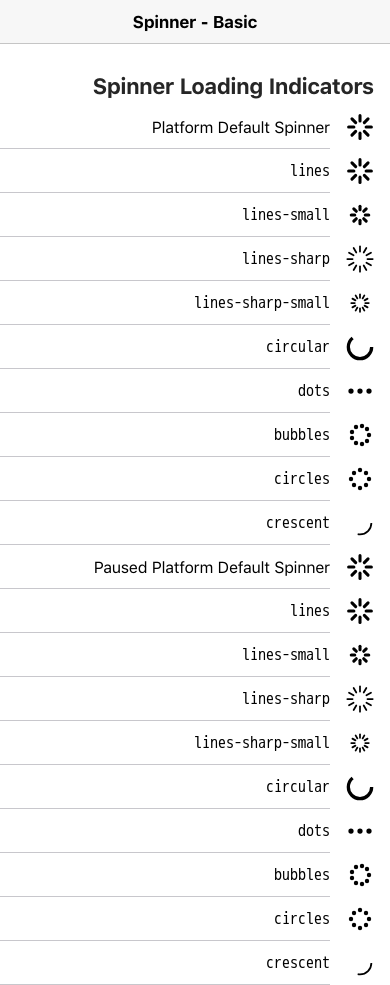 Spinner - Basic
Spinner Loading Indicators
Platform Default Spinner
lines
lines-small
lines-sharp
lines-sharp-small
circular
dots
bubbles
circles
crescent
Paused Platform Default Spinner
lines
lines-small
lines-sharp
lines-sharp-small
circular
dots
bubbles
circles
crescent